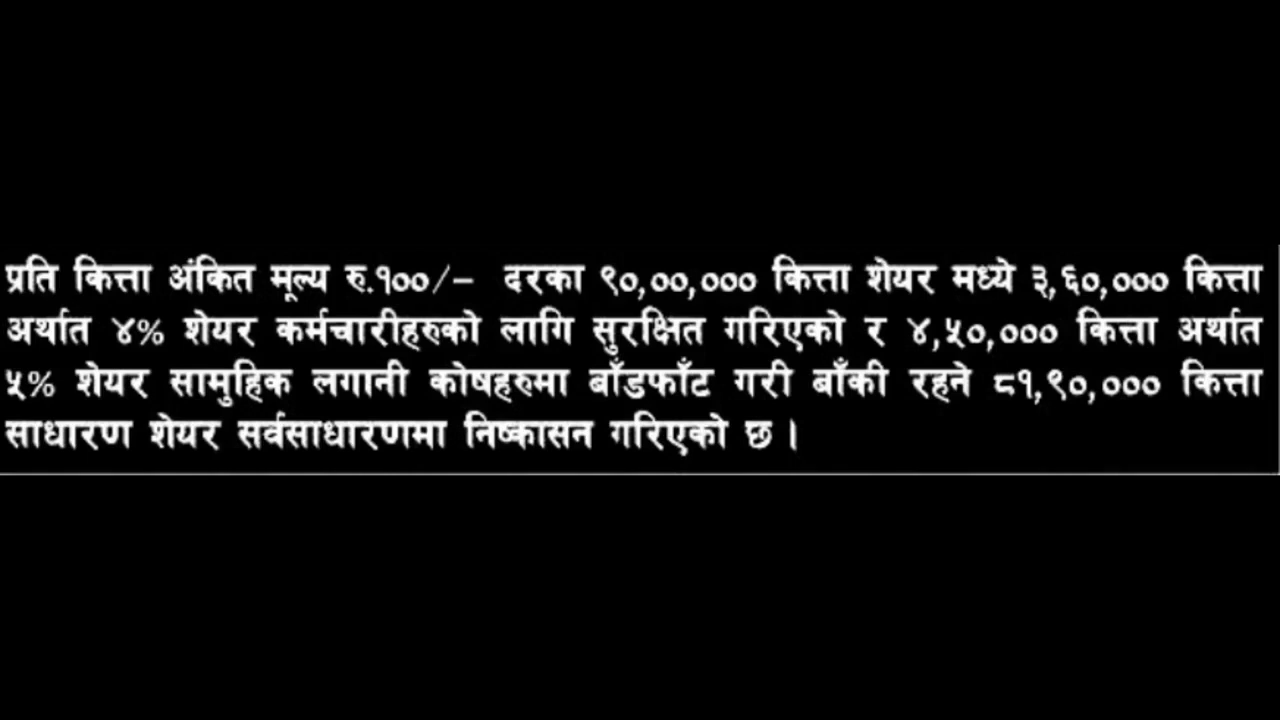 प्रति कित्ता अंकित मूल्य रु.१००/- दरका ९०,००,००० कित्ता शेयर मध्ये ३,६०,००० कित्ता
अर्थात ४% शेयर कर्मचारीहरुको लागि सुरक्षित गरिएको र ४,५०,००० कित्ता अर्थात
५% शेयर सामुहिक लगानी कोषहरुमा बाँडफाँट गरी बाँकी रहने ८१,९०,००० कित्ता
साधारण शेयर सर्वसाधारणमा निष्कासन गरिएको छ ।